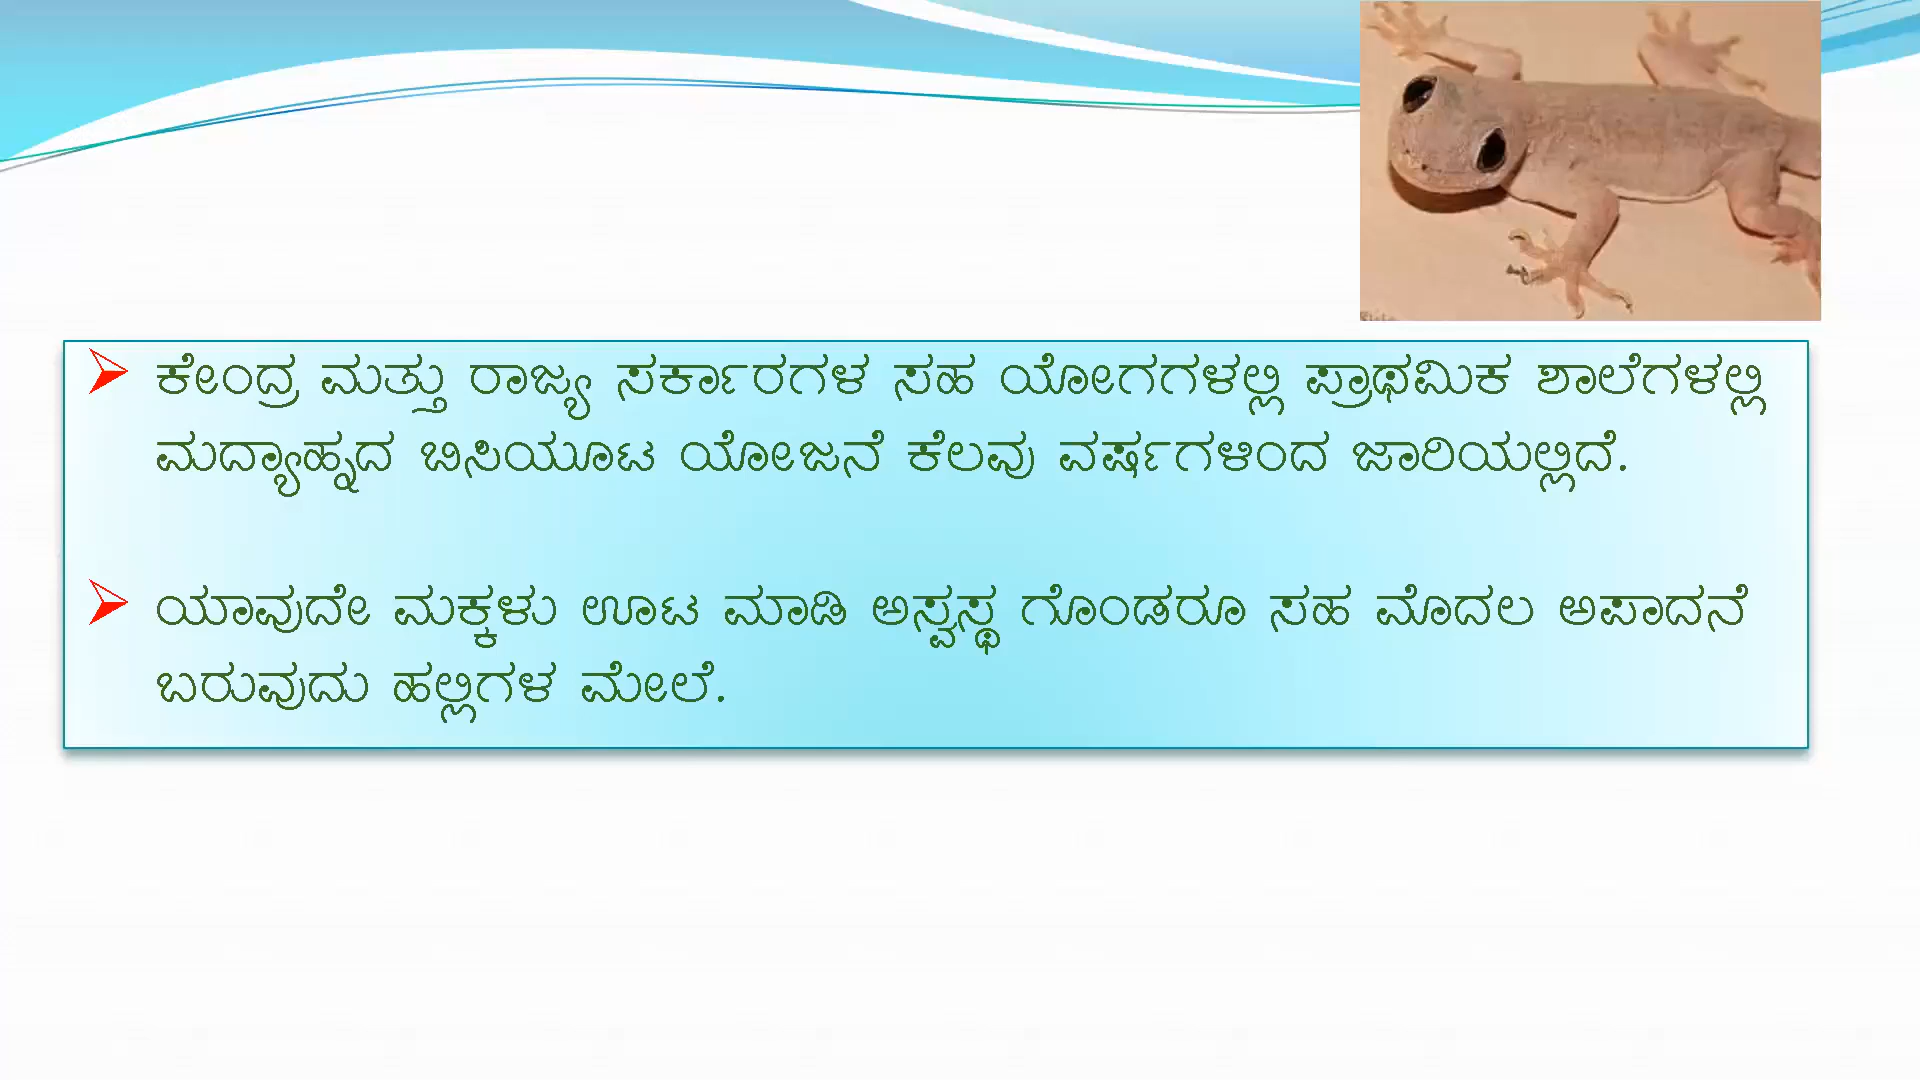 ಕೇಂದ್ರ ಮತ್ತು ರಾಜ್ಯ ಸರ್ಕಾರಗಳ ಸಹ ಯೋಗಗಳಲ್ಲಿ ಪ್ರಾಥಮಿಕ ಶಾಲೆಗಳಲ್ಲಿ
ಮದ್ಯಾಹ್ನದ ಬಿಸಿಯೂಟ ಯೋಜನೆ ಕೆಲವು ವರ್ಷಗಳಿಂದ ಜಾರಿಯಲ್ಲಿದೆ.
ಯಾವುದೇ ಮಕ್ಕಳು ಊಟ ಮಾಡಿ ಅಸ್ವಸ್ಥ ಗೊಂಡರೂ ಸಹ ಮೊದಲ ಅಪಾದನೆ
ಬರುವುದು ಹಲ್ಲಿಗಳ ಮೇಲೆ.